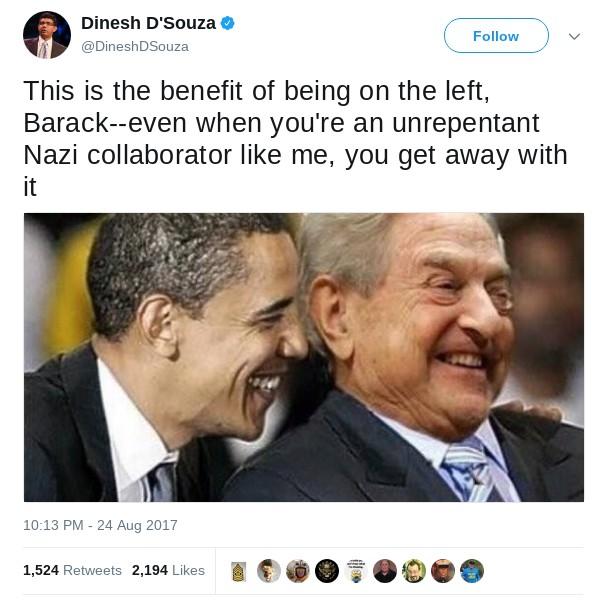 Dinesh D'Souza
@DineshDSouza
Follow
This is the benefit of being on the left,
Barack--even when you're an unrepentant
Nazi collaborator like me, you get away with
it
10:13 PM - 24 Aug 2017
1,524 Retweets 2,194 Likes